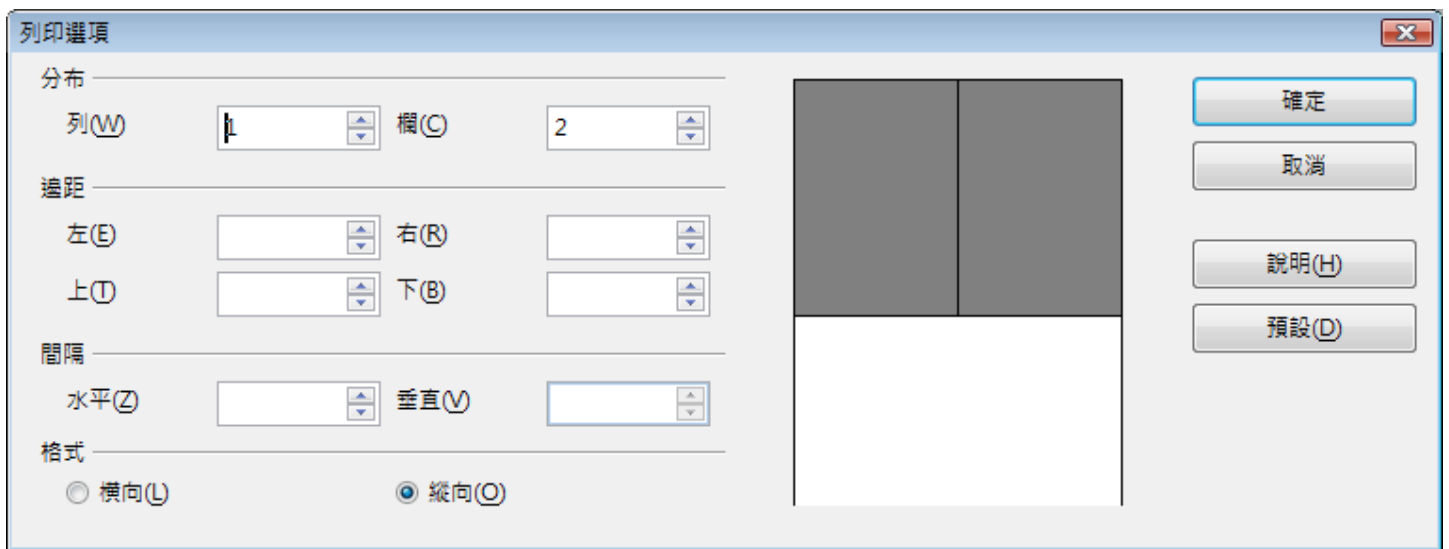 列印選項
分布
列(W) 1 欄(C) 2
邊距
左(E) 右(R)
上(T) 下(B)
間隔
水平(Z) 垂直(V)
格式
橫向(L) 縱向(O)
確定
取消
說明(H)
預設(D)